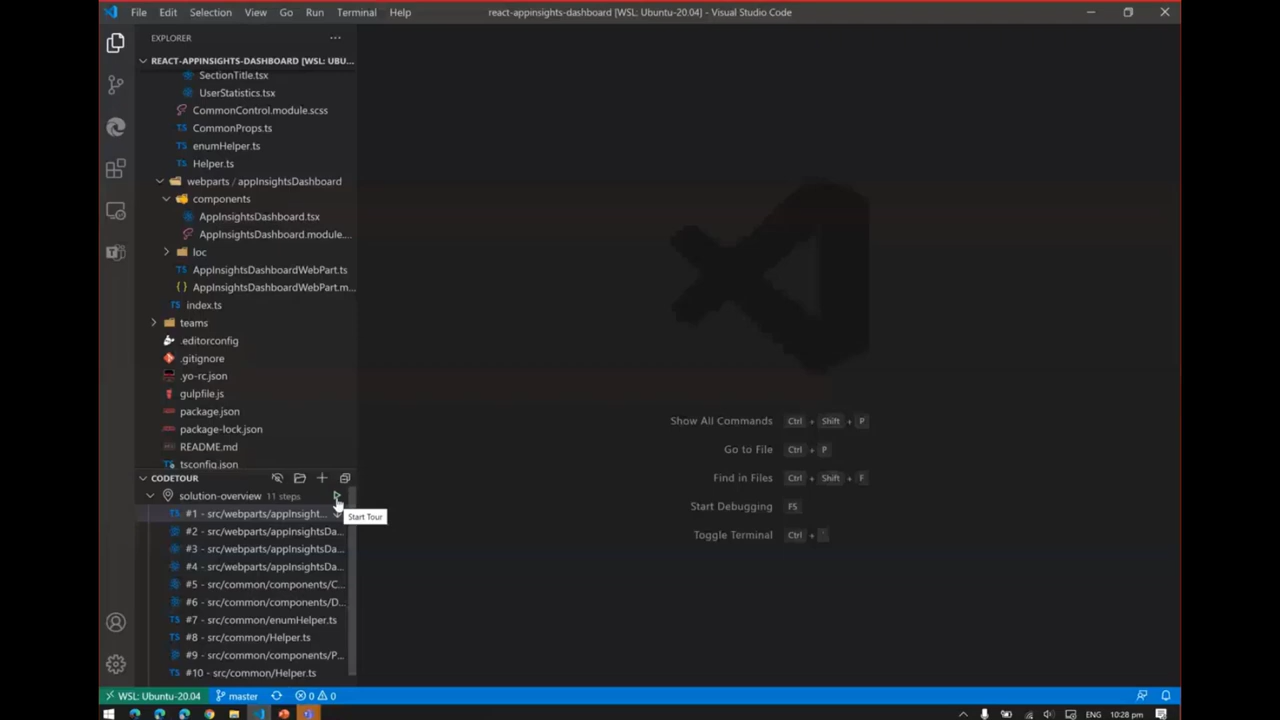 File Edit Selection View Go Run Terminal Help
react-appinsights-dashboard [WSL: Ubuntu-20.04] - Visual Studio Code
EXPLORER
REACT-APPINSIGHTS-DASHBOARD [WSL: UBU...
SectionTitle.tsx
UserStatistics.tsx
CommonControl.module.scss
CommonProps.ts
enumHelper.ts
Helper.ts
webparts / appInsightsDashboard
components
AppInsightsDashboard.tsx
AppInsightsDashboard.module....
loc
TS AppInsightsDashboardWebPart.ts
{} AppInsightsDashboardWebPart.m...
TS index.ts
teams
.editorconfig
.gitignore
.yo-rc.json
gulpfile.js
package.json
package-lock.json
README.md
tsconfig.json
CODETOUR
solution-overview 11 steps
TS #1 - src/webparts/appInsight...
Start Tour
#2 - src/webparts/appInsightsDa...
#3 - src/webparts/appInsightsDa...
#4 - src/webparts/appInsightsDa...
#5 - src/common/components/C...
#6 - src/common/components/D...
TS #7 - src/common/enumHelper.ts
TS #8 - src/common/Helper.ts
#9 - src/common/components/P...
TS #10 - src/common/Helper.ts
Show All Commands Ctrl + Shift + P
Go to File Ctrl + P
Find in Files Ctrl + Shift + F
Start Debugging F5
Toggle Terminal Ctrl + `
WSL: Ubuntu-20.04 master 0 0
ENG 10:28 pm